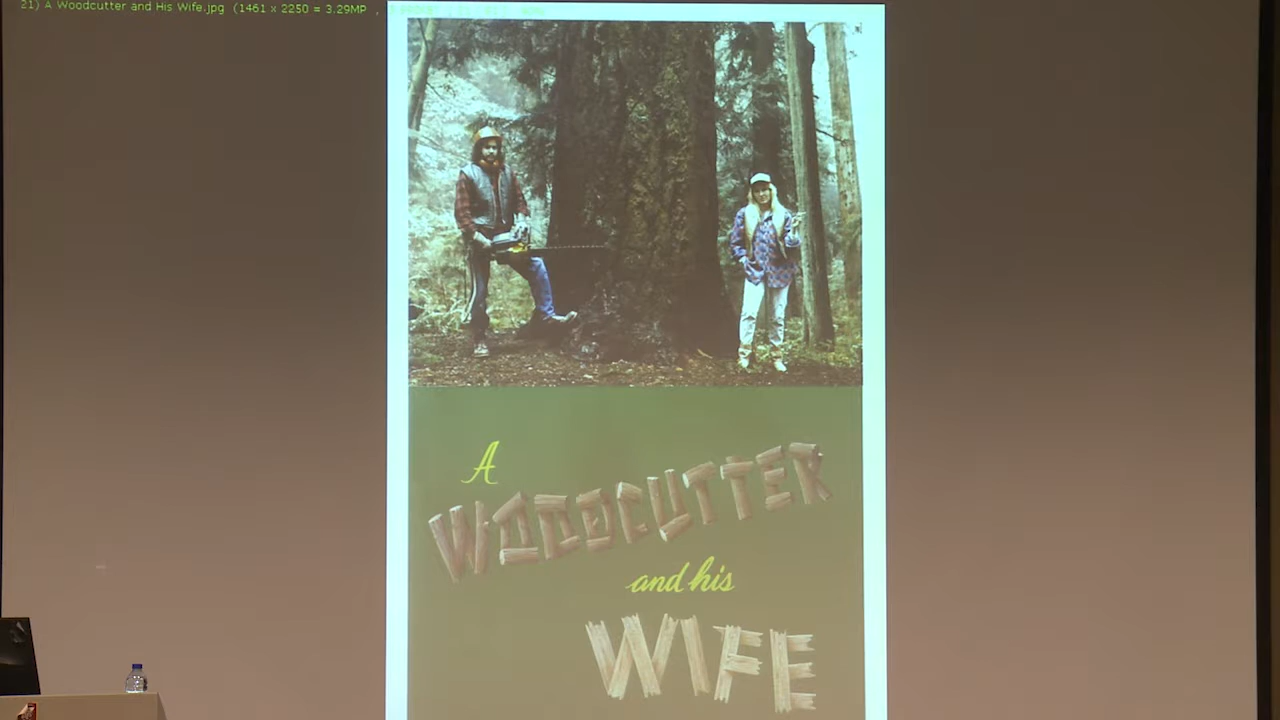 21) A Woodcutter and His Wife.jpg (1461 x 2250 = 3.29MP ,
A
WOODCUTTER
and his
WIFE